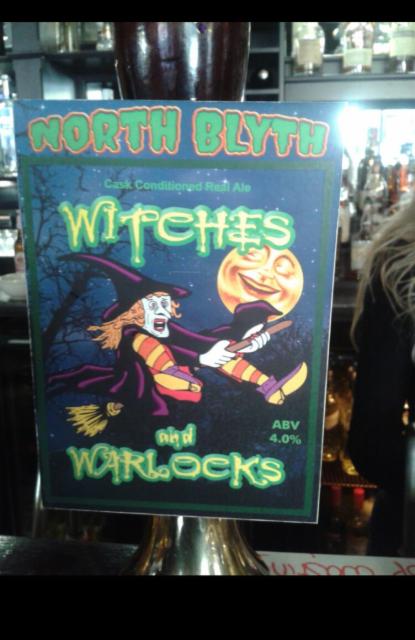 NORTH BLYTH
Cask Conditioned Real Ale
WITCHES
and
WARLOCKS
ABV
4.0%